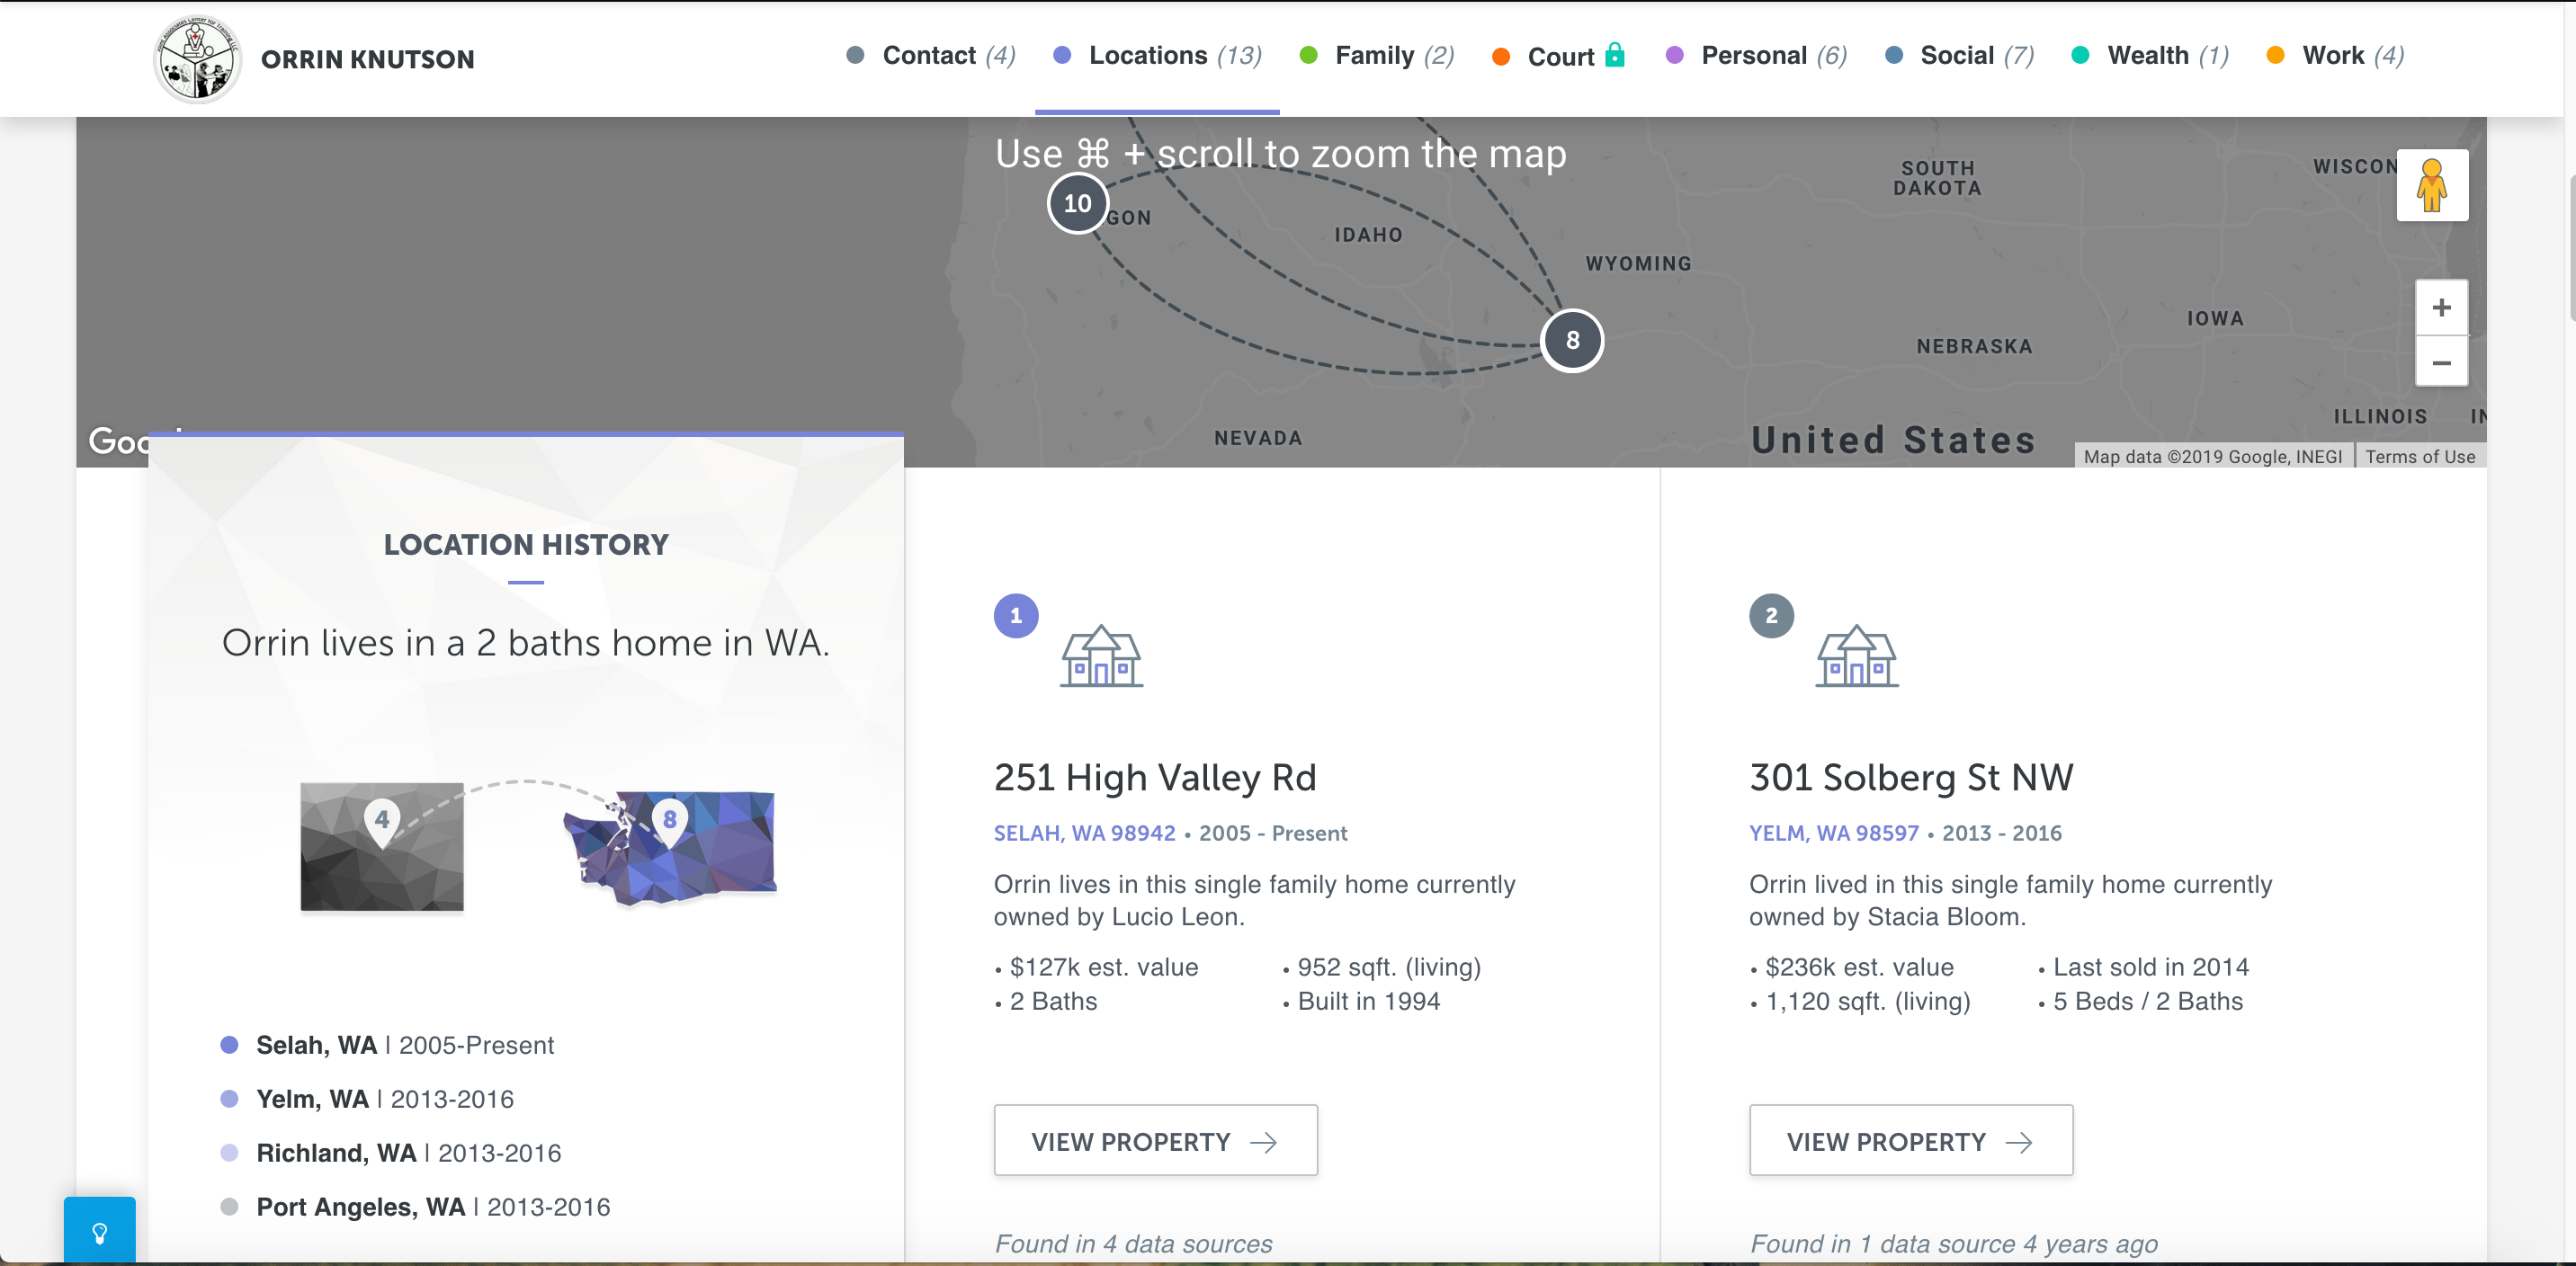 ORRIN KNUTSON
Contact (4)
Locations (13)
Family (2)
Court
Personal (6)
Social (7)
Wealth (1)
Work (4)
Use ⌘ + scroll to zoom the map
10
GON
IDAHO
WYOMING
SOUTH
DAKOTA
WISCON
8
IOWA
NEBRASKA
NEVADA
ILLINOIS
United States
+
−
Map data ©2019 Google, INEGI
Terms of Use
LOCATION HISTORY
Orrin lives in a 2 baths home in WA.
4
8
Selah, WA | 2005-Present
Yelm, WA | 2013-2016
Richland, WA | 2013-2016
Port Angeles, WA | 2013-2016
1
251 High Valley Rd
SELAH, WA 98942 • 2005 - Present
Orrin lives in this single family home currently
owned by Lucio Leon.
• $127k est. value
• 952 sqft. (living)
• 2 Baths
• Built in 1994
VIEW PROPERTY →
Found in 4 data sources
2
301 Solberg St NW
YELM, WA 98597 • 2013 - 2016
Orrin lived in this single family home currently
owned by Stacia Bloom.
• $236k est. value
• Last sold in 2014
• 1,120 sqft. (living)
• 5 Beds / 2 Baths
VIEW PROPERTY →
Found in 1 data source 4 years ago